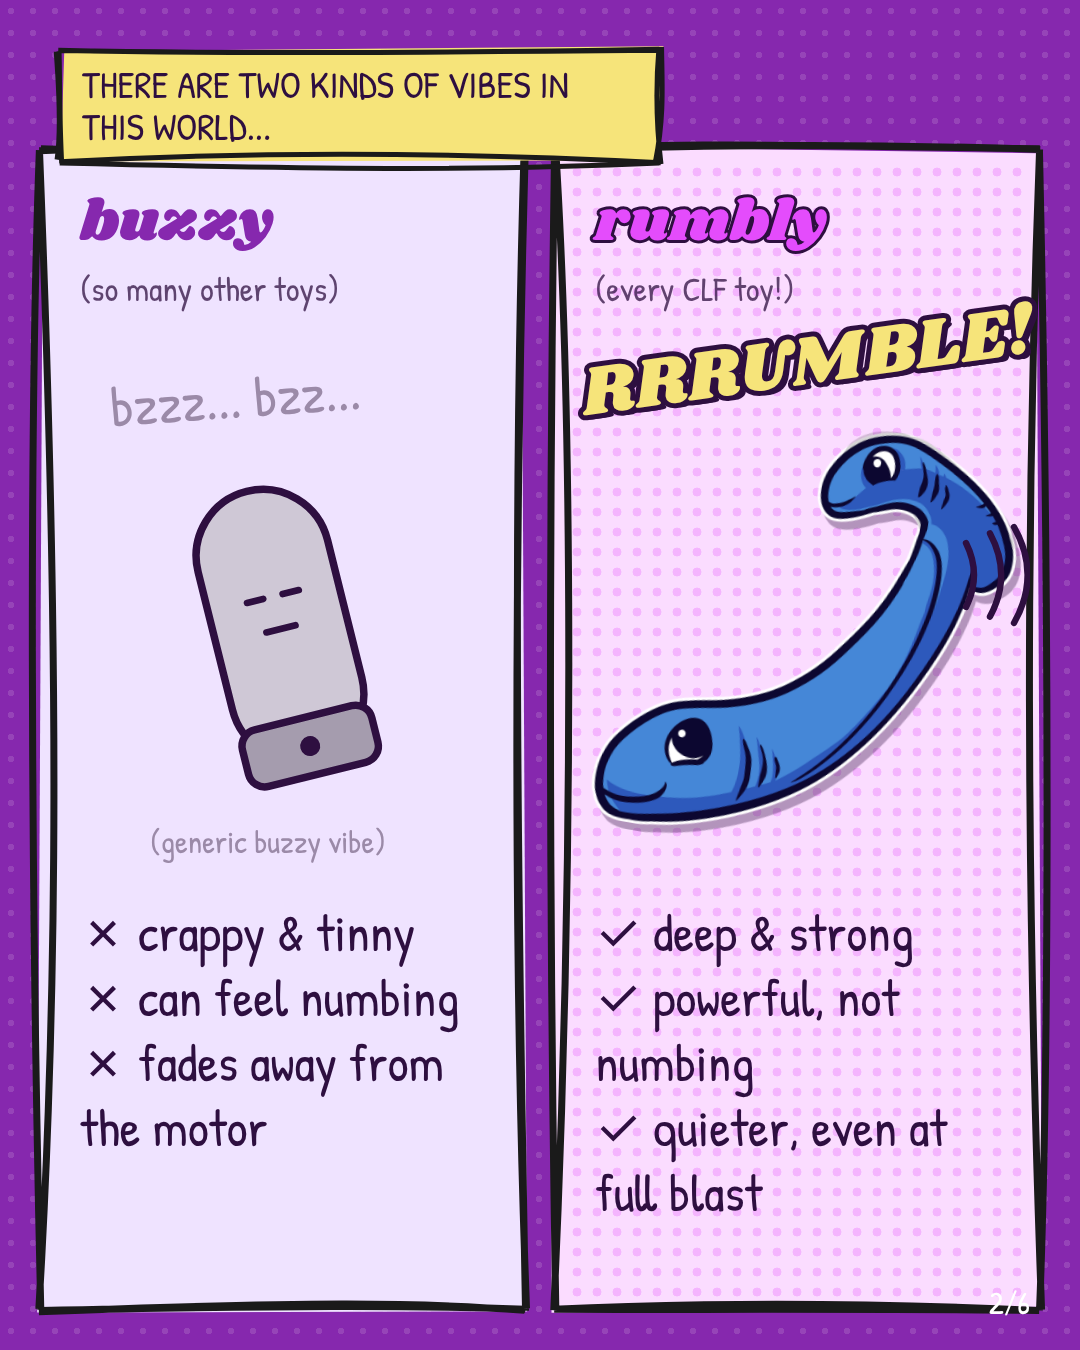 THERE ARE TWO KINDS OF VIBES IN
THIS WORLD...
buzzy
(so many other toys)
bzzz... bzz...
(generic buzzy vibe)
✕ crappy & tinny
✕ can feel numbing
✕ fades away from
the motor
rumbly
(every CLF toy!)
RRRUMBLE!
✓ deep & strong
✓ powerful, not
numbing
✓ quieter, even at
full blast
2/6